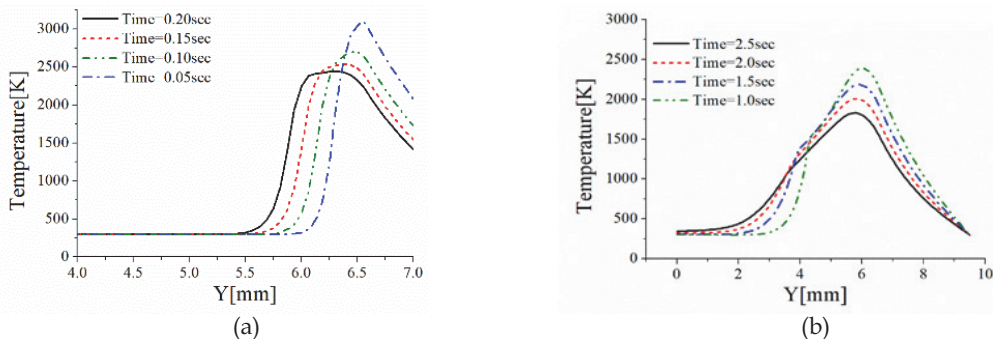 Time=0.20sec
Time=0.15sec
Time=0.10sec
Time=0.05sec
Temperature[K]
3000
2500
2000
1500
1000
500
0
4.0 4.5 5.0 5.5 6.0 6.5 7.0
Y[mm]
(a)
Time=2.5sec
Time=2.0sec
Time=1.5sec
Time=1.0sec
Temperature[K]
3000
2500
2000
1500
1000
500
0
0 2 4 6 8 10
Y[mm]
(b)